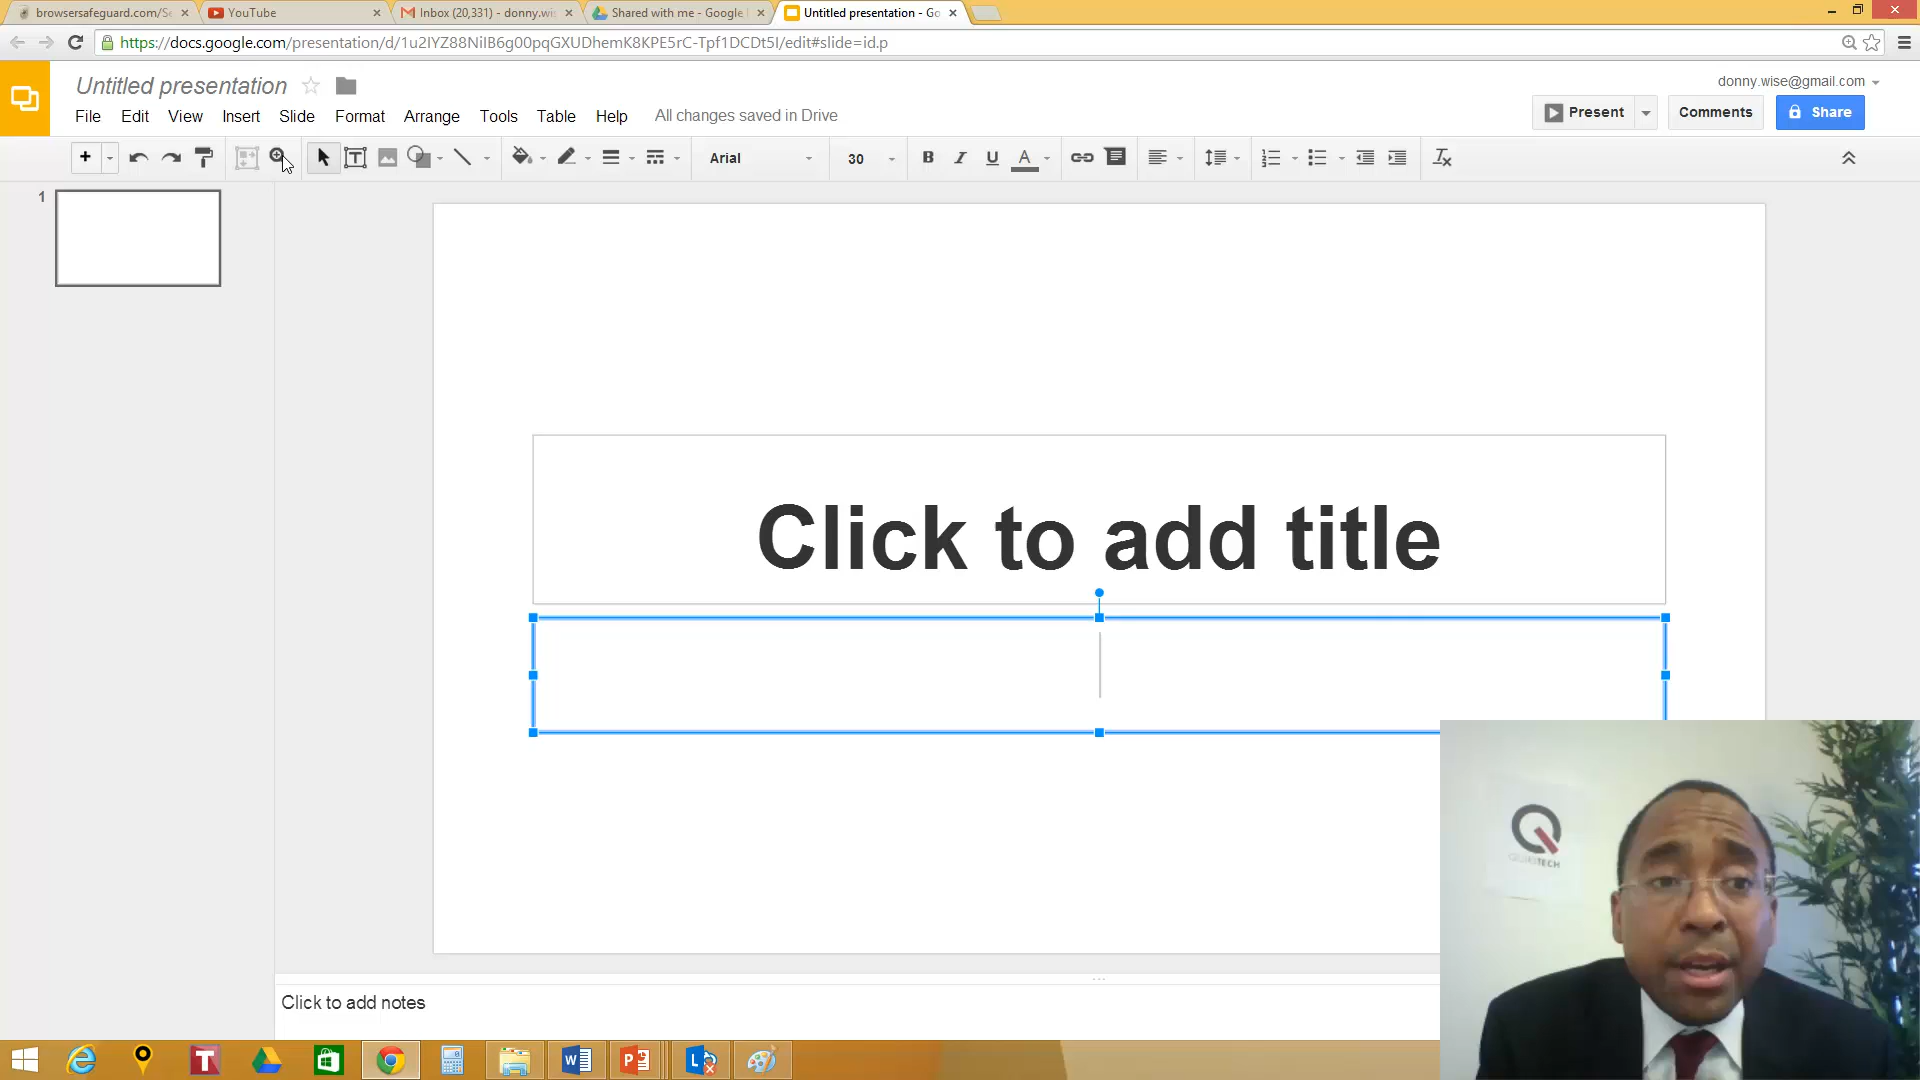 browsersafeguard.com/Se
YouTube
Inbox (20,331) - donny.wis
Shared with me - Google
Untitled presentation - Go
https://docs.google.com/presentation/d/1u2IYZ88NiIB6g00pqGXUDhemK8KPE5rC-Tpf1DCDt5I/edit#slide=id.p
Untitled presentation
donny.wise@gmail.com
File Edit View Insert Slide Format Arrange Tools Table Help All changes saved in Drive
Present
Comments
Share
Arial
30
1
Click to add title
Click to add notes